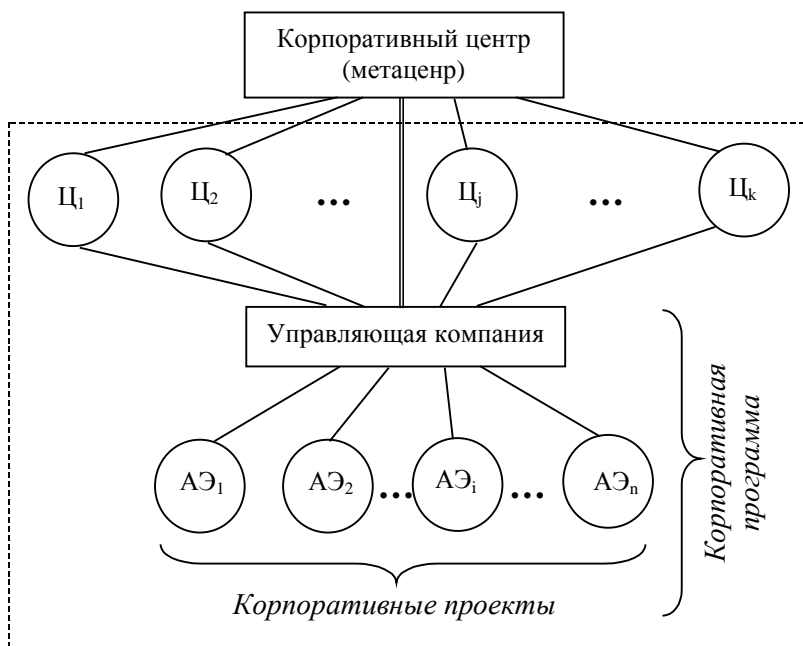 Корпоративный центр
(метаценр)
Ц1 Ц2 ... Цj ... Цk
Управляющая компания
АЭ1 АЭ2 ... АЭi ... АЭn
Корпоративные проекты
Корпоративная
программа